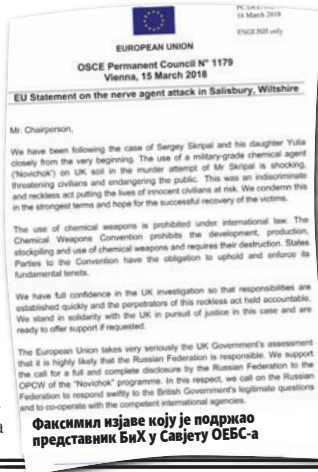 16 March 2018
ENGLISH only
EUROPEAN UNION
OSCE Permanent Council N° 1179
Vienna, 15 March 2018
EU Statement on the nerve agent attack in Salisbury, Wiltshire
Mr. Chairperson,
We have been following the case of Sergey Skripal and his daughter Yulia
closely from the very beginning. The use of a military-grade chemical agent
('Novichok') on UK soil in the murder attempt of Mr Skripal is shocking,
threatening civilians and endangering the public. This was an indiscriminate
and reckless act putting the lives of innocent civilians at risk. We condemn this
in the strongest terms and hope for the successful recovery of the victims.
The use of chemical weapons is prohibited under international law. The
Chemical Weapons Convention prohibits the development, production,
stockpiling and use of chemical weapons and requires their destruction. States
Parties to the Convention have the obligation to uphold and enforce its
fundamental tenets.
We have full confidence in the UK investigation so that responsibilities are
established quickly and the perpetrators of this reckless act held accountable.
We stand in solidarity with the UK in pursuit of justice in this case and are
ready to offer support if requested.
The European Union takes very seriously the UK Government's assessment
that it is highly likely that the Russian Federation is responsible. We support
the call for a full and complete disclosure by the Russian Federation to the
OPCW of the "Novichok" programme. In this respect, we call on the Russian
Federation to respond swiftly to the British Government's legitimate questions
and to co-operate with the competent international agencies.
Факсимил изјаве коју је подржао
представник БиХ у Савјету ОЕБС-а